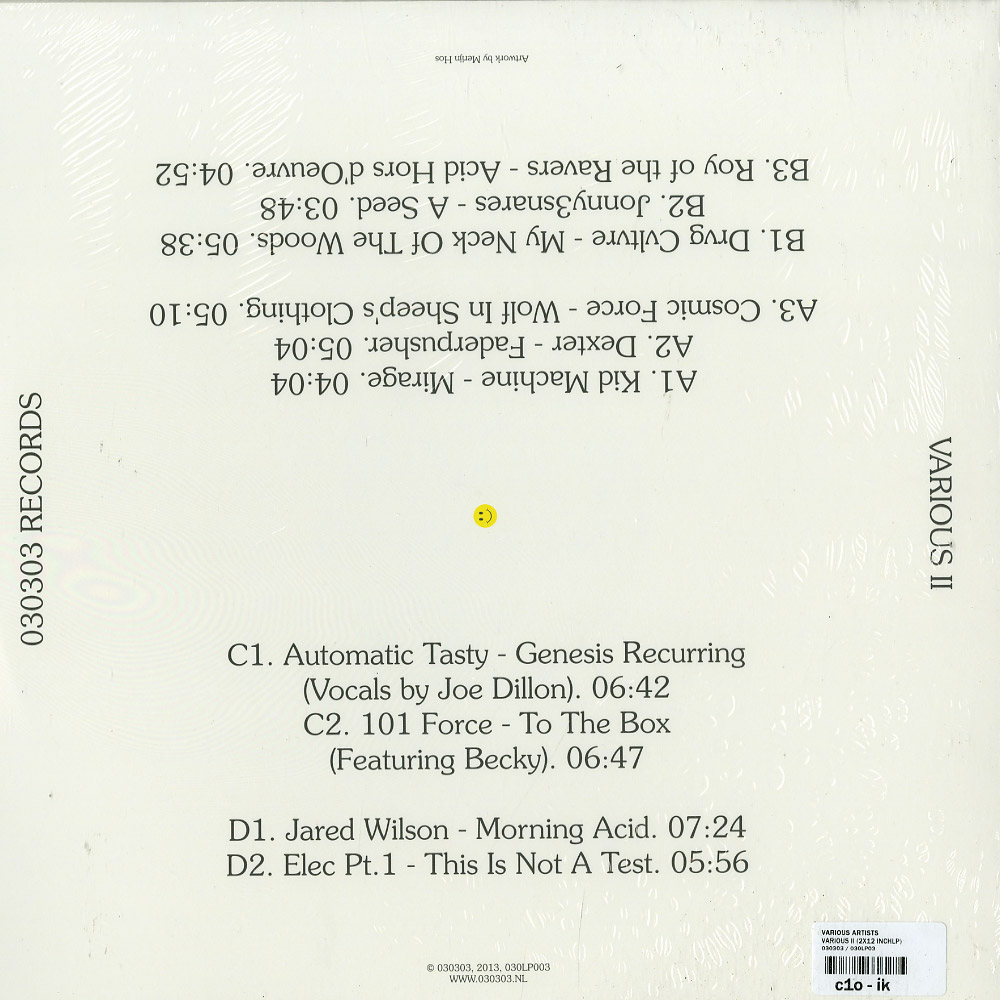 Artwork by Merijn Hos
A1. Kid Machine - Mirage. 04:04
A2. Dexter - Faderpusher. 05:04
A3. Cosmic Force - Wolf In Sheep's Clothing. 05:10
B1. Drvg Cvltvre - My Neck Of The Woods. 05:38
B2. Jonny3snares - A Seed. 03:48
B3. Roy of the Ravers - Acid Hors d'Oeuvre. 04:52
030303 RECORDS
VARIOUS II
C1. Automatic Tasty - Genesis Recurring
(Vocals by Joe Dillon). 06:42
C2. 101 Force - To The Box
(Featuring Becky). 06:47
D1. Jared Wilson - Morning Acid. 07:24
D2. Elec Pt.1 - This Is Not A Test. 05:56
© 030303, 2013, 030LP003
WWW.030303.NL
VARIOUS ARTISTS
VARIOUS II (2X12 INCHLP)
030303 / 030LP03
c1o - ik